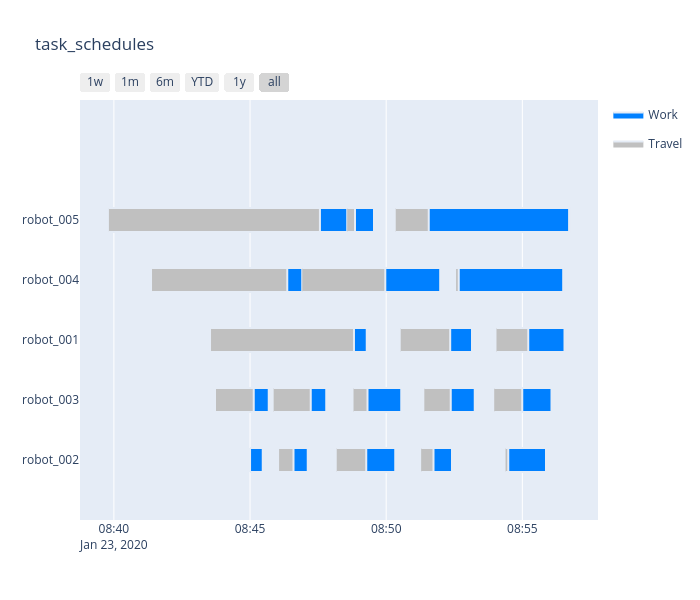 task_schedules
1w 1m 6m YTD 1y all
Work
Travel
robot_005
robot_004
robot_001
robot_003
robot_002
08:40 08:45 08:50 08:55
Jan 23, 2020